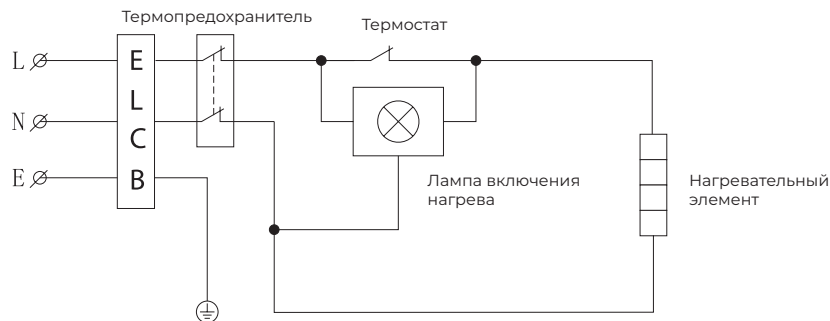 Термопредохранитель
Термостат
L
N
E
E
L
C
B
Лампа включения
нагрева
Нагревательный
элемент